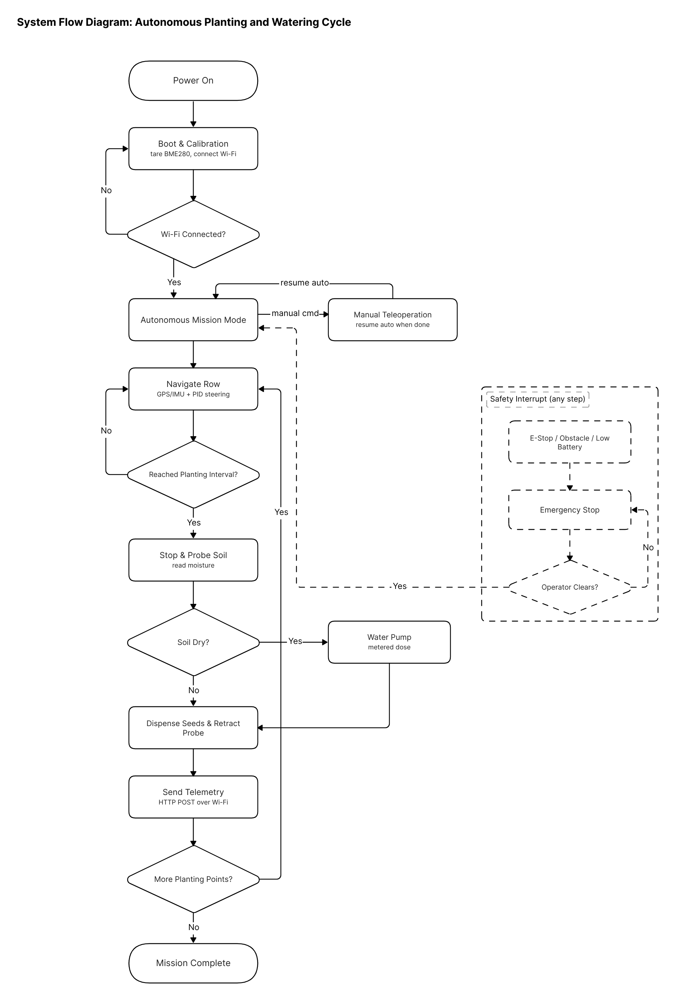 System Flow Diagram: Autonomous Planting and Watering Cycle
Power On
Boot & Calibration
tare BME280, connect Wi-Fi
No
Wi-Fi Connected?
Yes
resume auto
Autonomous Mission Mode
manual cmd
Manual Teleoperation
resume auto when done
Navigate Row
GPS/IMU + PID steering
No
Reached Planting Interval?
Yes
Yes
Stop & Probe Soil
read moisture
Soil Dry?
Yes
Water Pump
metered dose
No
Dispense Seeds & Retract
Probe
Send Telemetry
HTTP POST over Wi-Fi
More Planting Points?
No
Mission Complete
Safety Interrupt (any step)
E-Stop / Obstacle / Low
Battery
Emergency Stop
No
Operator Clears?
Yes